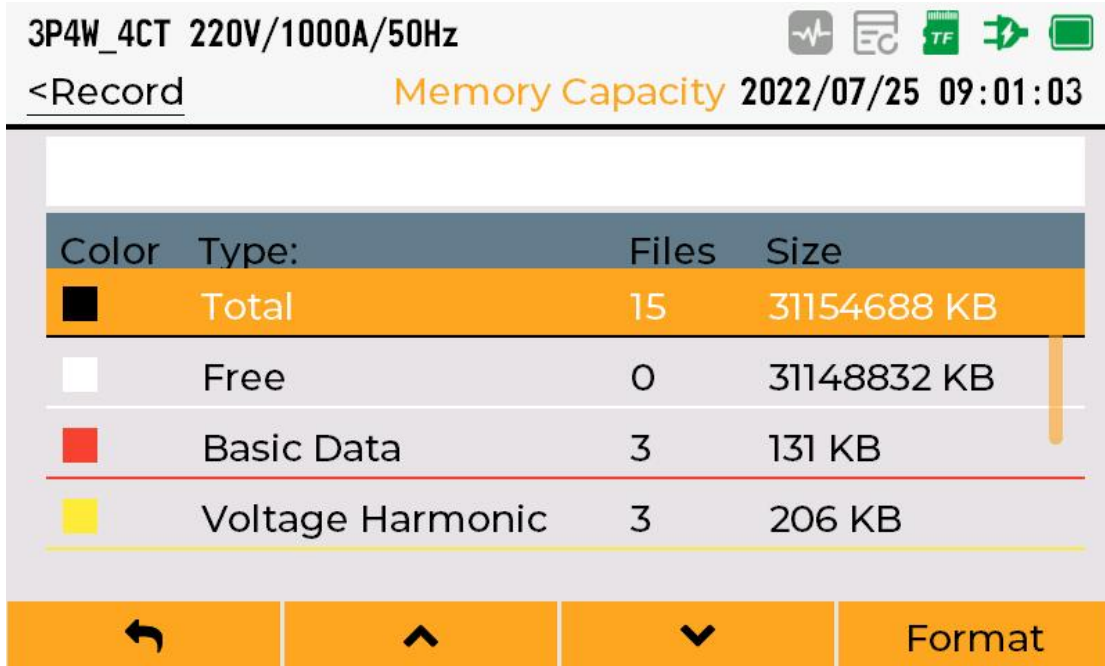 3P4W_4CT 220V/1000A/50Hz TF
<Record Memory Capacity 2022/07/25 09:01:03
Color Type: Files Size
Total 15 31154688 KB
Free 0 31148832 KB
Basic Data 3 131 KB
Voltage Harmonic 3 206 KB
Format